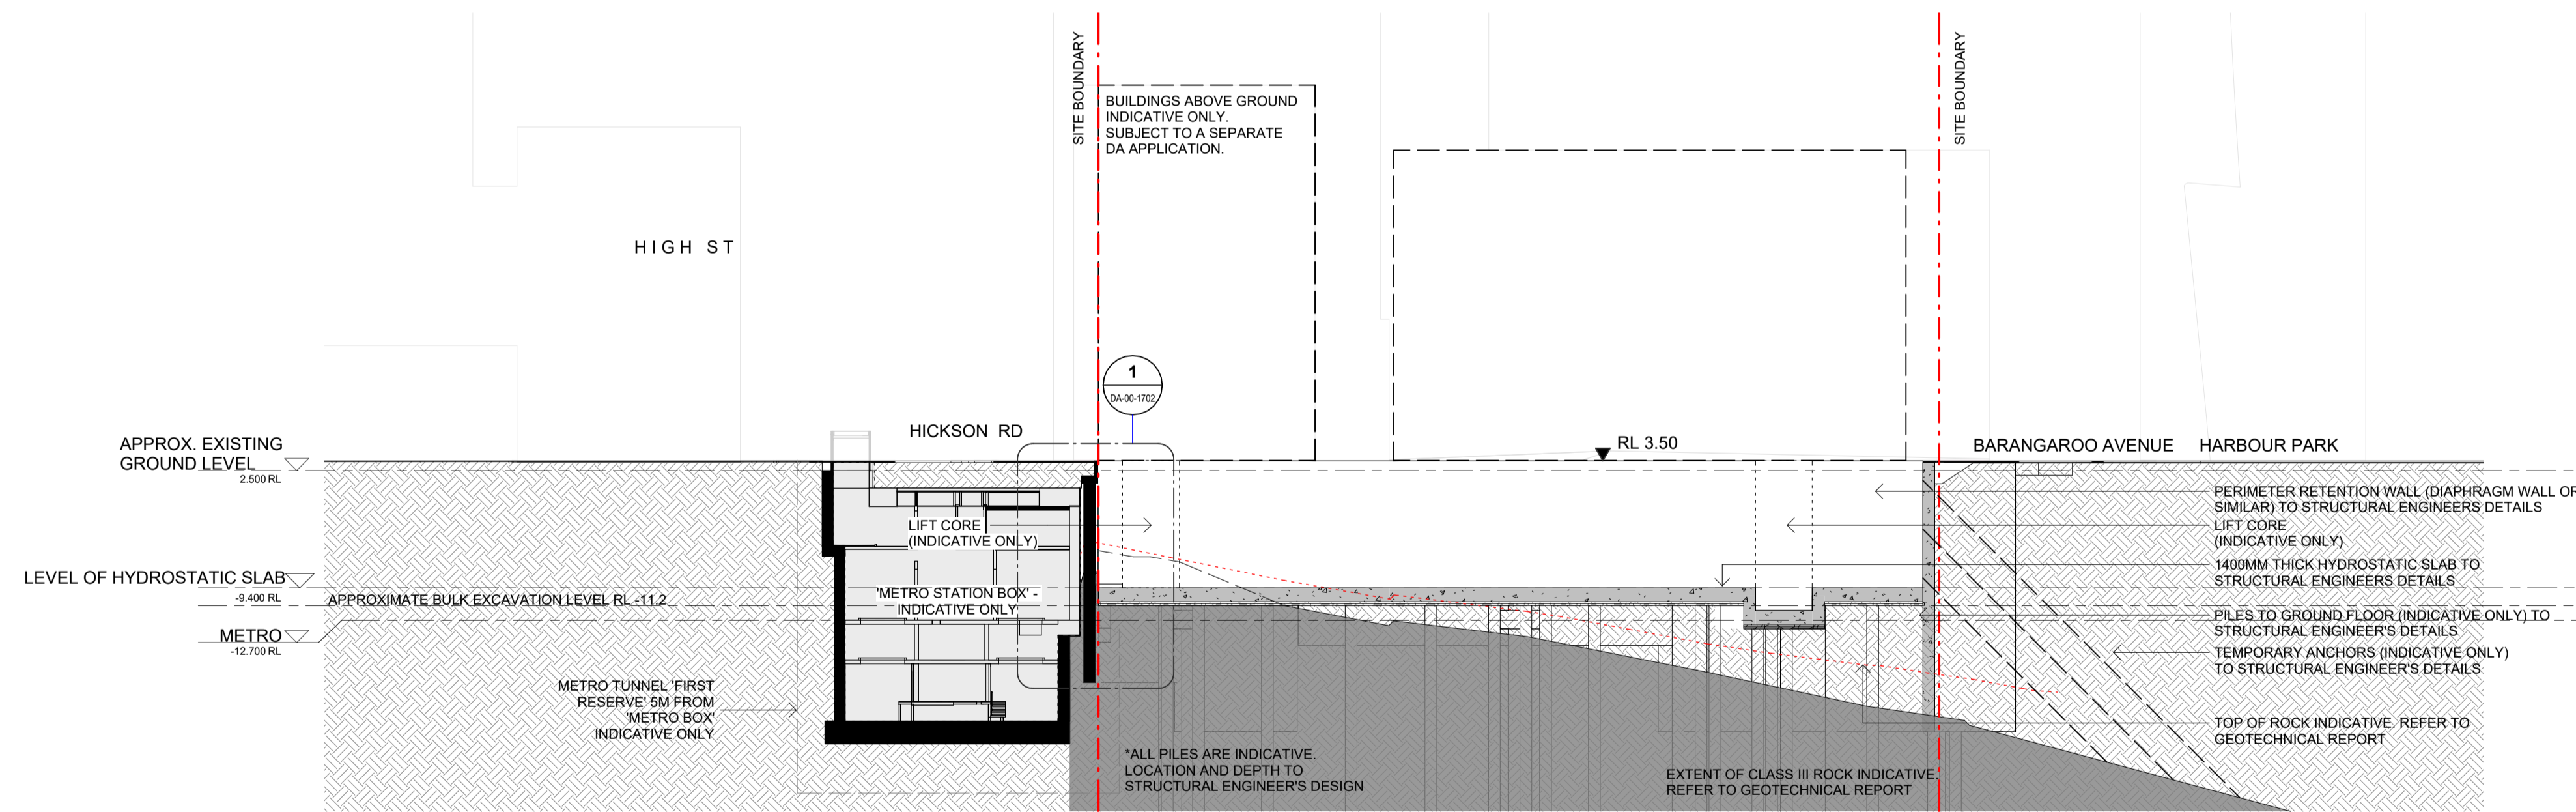 SITE BOUNDARY
BUILDINGS ABOVE GROUND
INDICATIVE ONLY.
SUBJECT TO A SEPARATE
DA APPLICATION.
SITE BOUNDARY
HIGH ST
1
DA-00-1702
HICKSON RD
RL 3.50
BARANGAROO AVENUE
HARBOUR PARK
APPROX. EXISTING
GROUND LEVEL
2.500 RL
LEVEL OF HYDROSTATIC SLAB
-9.400 RL
APPROXIMATE BULK EXCAVATION LEVEL RL -11.2
METRO
-12.700 RL
LIFT CORE
(INDICATIVE ONLY)
'METRO STATION BOX' -
INDICATIVE ONLY
METRO TUNNEL 'FIRST
RESERVE' 5M FROM
'METRO BOX'
INDICATIVE ONLY
*ALL PILES ARE INDICATIVE.
LOCATION AND DEPTH TO
STRUCTURAL ENGINEER'S DESIGN
EXTENT OF CLASS III ROCK INDICATIVE.
REFER TO GEOTECHNICAL REPORT
PERIMETER RETENTION WALL (DIAPHRAGM WALL OR
SIMILAR) TO STRUCTURAL ENGINEERS DETAILS
LIFT CORE
(INDICATIVE ONLY)
1400MM THICK HYDROSTATIC SLAB TO
STRUCTURAL ENGINEERS DETAILS
PILES TO GROUND FLOOR (INDICATIVE ONLY) TO
STRUCTURAL ENGINEER'S DETAILS
TEMPORARY ANCHORS (INDICATIVE ONLY)
TO STRUCTURAL ENGINEER'S DETAILS
TOP OF ROCK INDICATIVE. REFER TO
GEOTECHNICAL REPORT